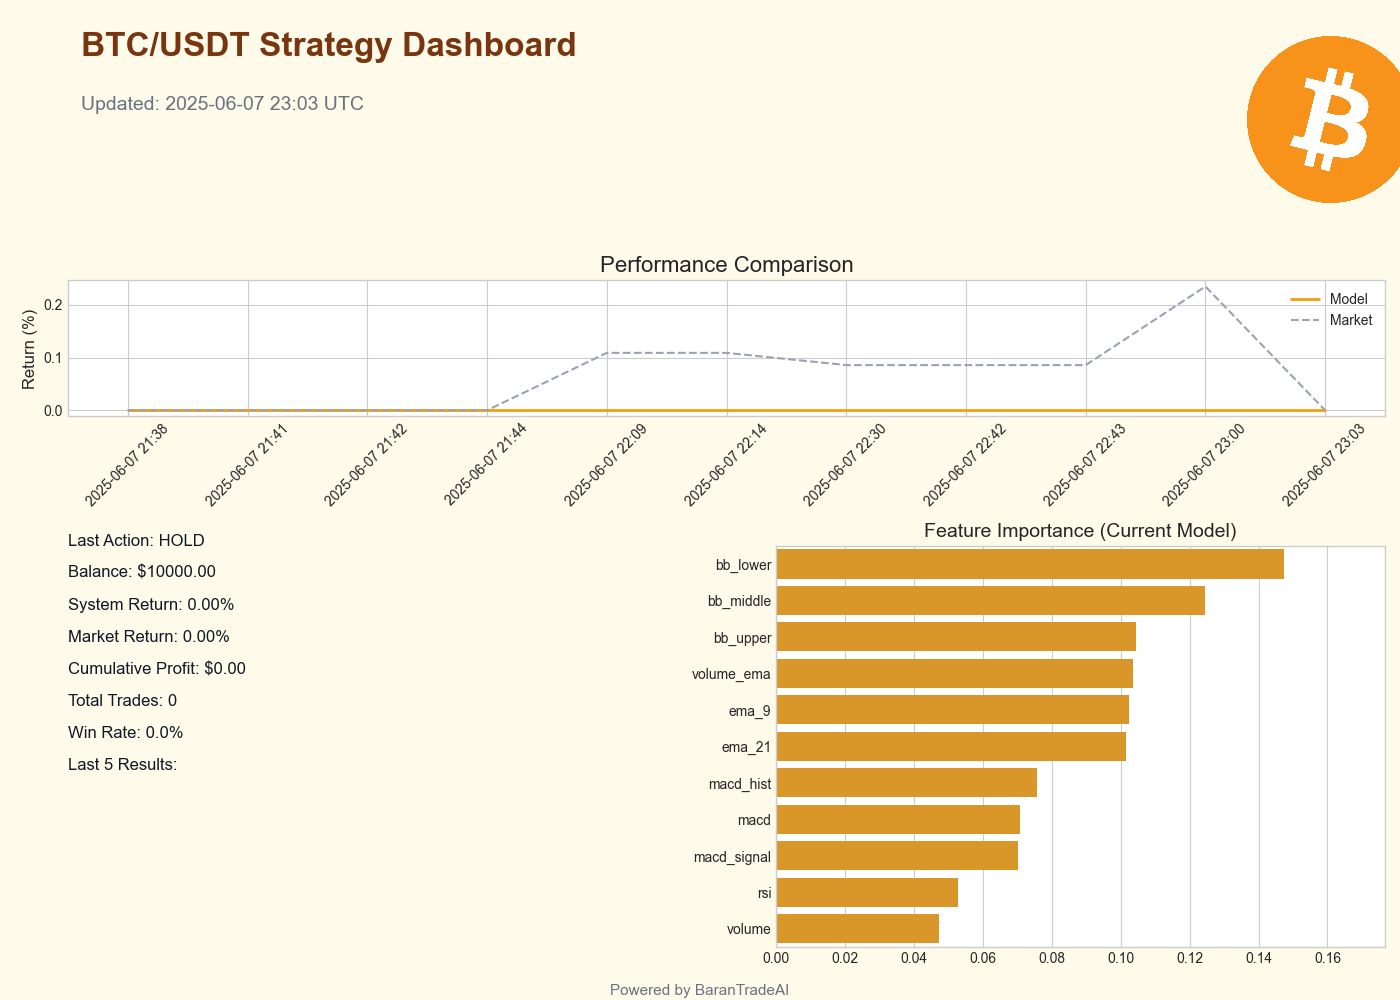 BTC/USDT Strategy Dashboard
Updated: 2025-06-07 23:03 UTC
Performance Comparison
Return (%)
0.2
0.1
0.0
Model
Market
2025-06-07 21:38
2025-06-07 21:41
2025-06-07 21:42
2025-06-07 21:44
2025-06-07 22:09
2025-06-07 22:14
2025-06-07 22:30
2025-06-07 22:42
2025-06-07 22:43
2025-06-07 23:00
2025-06-07 23:03
Last Action: HOLD
Balance: $10000.00
System Return: 0.00%
Market Return: 0.00%
Cumulative Profit: $0.00
Total Trades: 0
Win Rate: 0.0%
Last 5 Results:
Feature Importance (Current Model)
bb_lower
bb_middle
bb_upper
volume_ema
ema_9
ema_21
macd_hist
macd
macd_signal
rsi
volume
0.00
0.02
0.04
0.06
0.08
0.10
0.12
0.14
0.16
Powered by BaranTradeAI